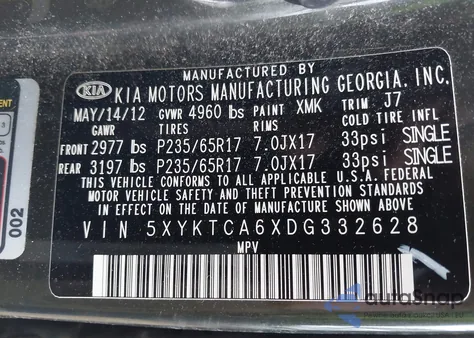 MANUFACTURED BY
KIA KIA MOTORS MANUFACTURING GEORGIA, INC.
MAY/14/12 GVWR 4960 lbs PAINT XMK TRIM J7
GAWR TIRES RIMS COLD TIRE INFL
FRONT 2977 lbs P235/65R17 7.0JX17 33psi SINGLE
REAR 3197 lbs P235/65R17 7.0JX17 33psi SINGLE
THIS VEHICLE CONFORMS TO ALL APPLICABLE U.S.A. FEDERAL
MOTOR VEHICLE SAFETY AND THEFT PREVENTION STANDARDS
IN EFFECT ON THE DATE OF MANUFACTURE SHOWN ABOVE
VIN 5XYKTCA6XDG332628
MPV
002
autoSnap